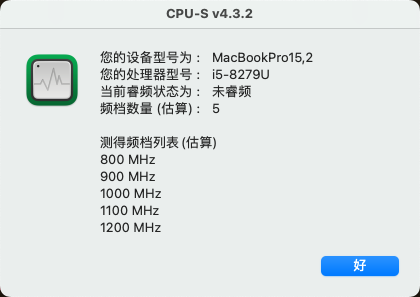 CPU-S v4.3.2
您的设备型号为： MacBookPro15,2
您的处理器型号： i5-8279U
当前睿频状态为： 未睿频
频档数量 (估算)： 5
测得频档列表 (估算)
800 MHz
900 MHz
1000 MHz
1100 MHz
1200 MHz
好